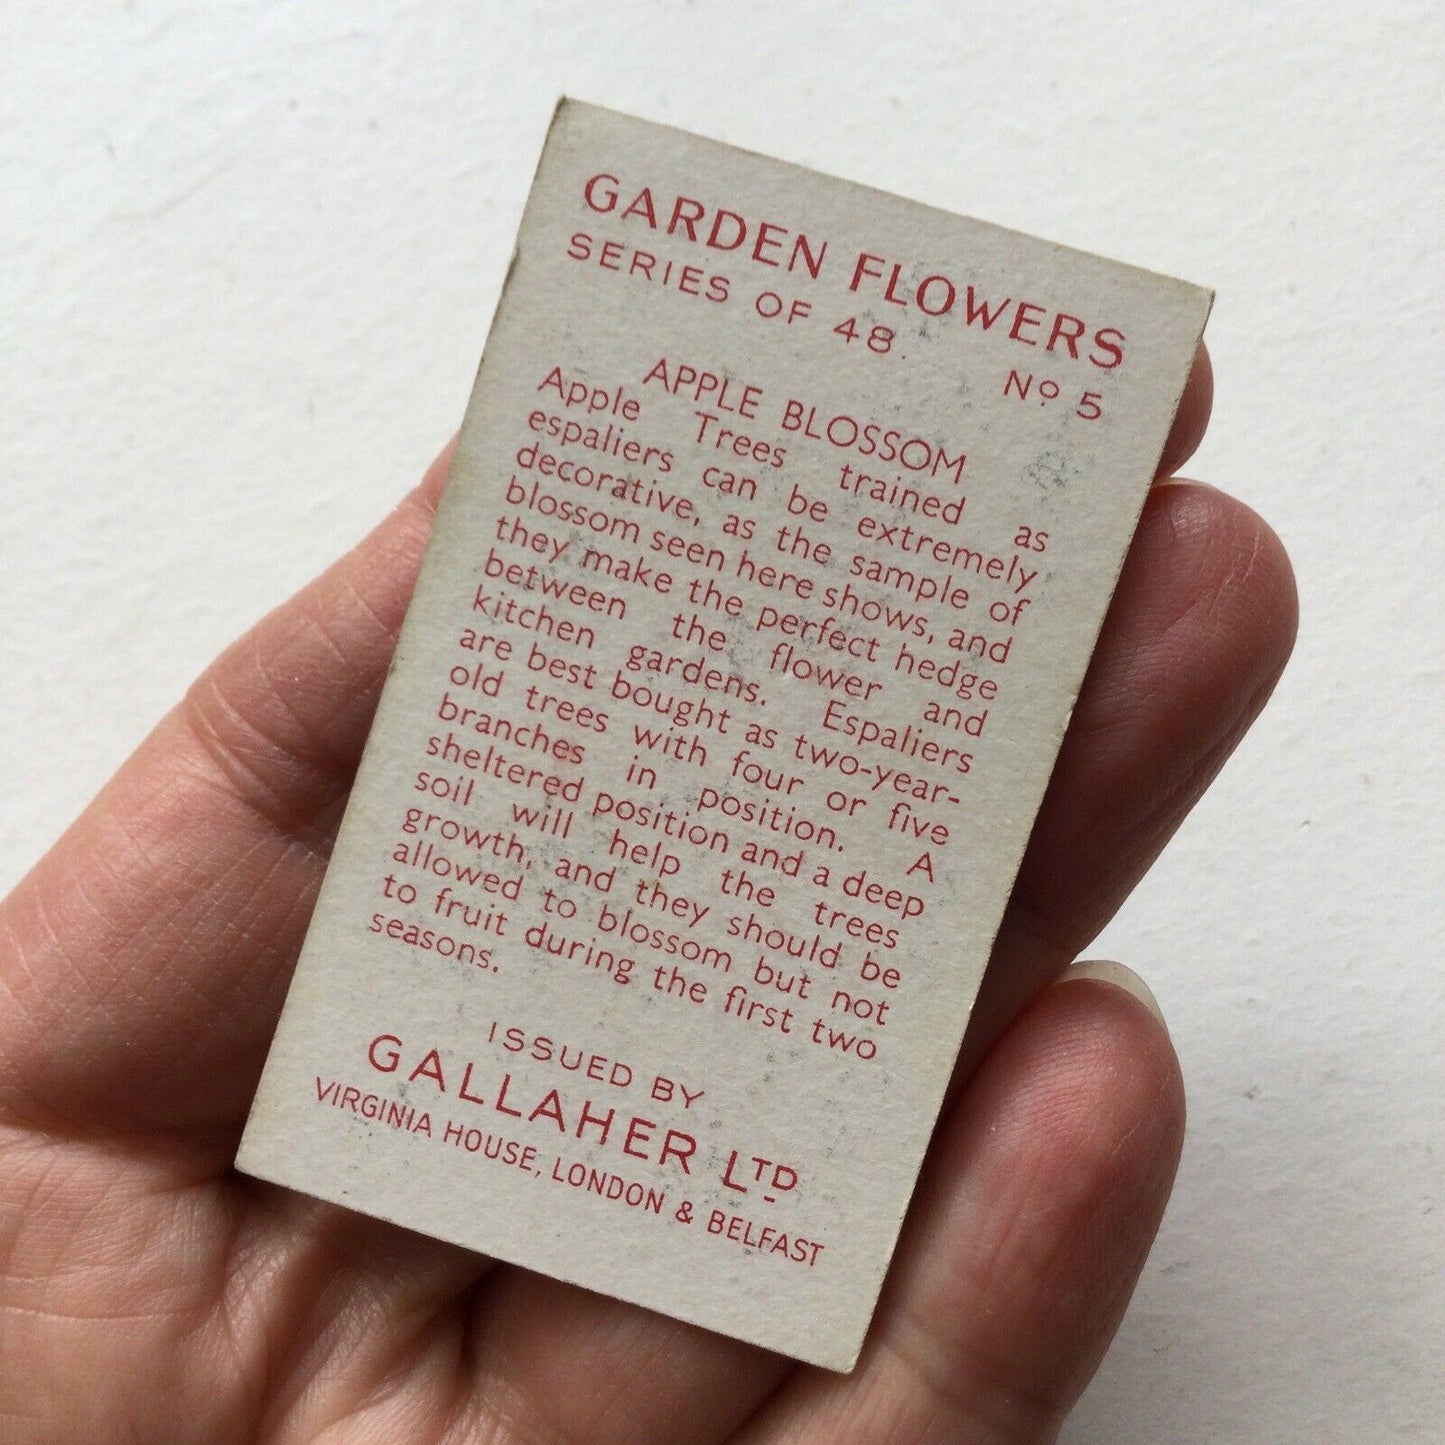 GARDEN FLOWERS
SERIES OF 48. Nº 5
APPLE BLOSSOM
Apple Trees trained as
espaliers can be extremely
decorative, as the sample of
blossom seen here shows, and
they make the perfect hedge
between the flower and
kitchen gardens. Espaliers
are best bought as two-year-
old trees with four or five
branches in position. A
sheltered position and a deep
soil will help the trees
growth, and they should be
allowed to blossom but not
to fruit during the first two
seasons.
ISSUED BY
GALLAHER LTD
VIRGINIA HOUSE, LONDON & BELFAST